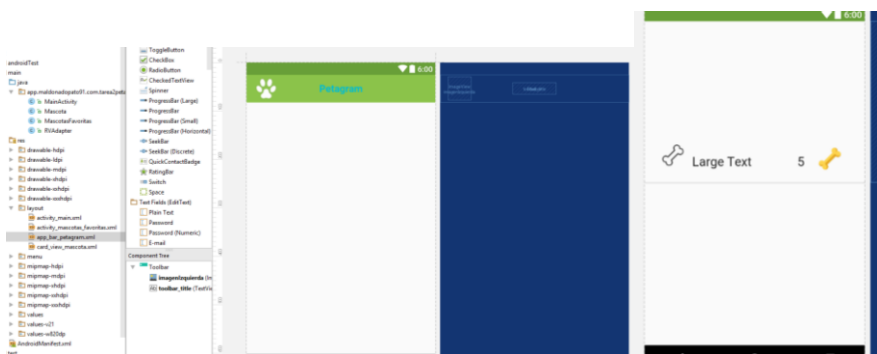 6:00
androidTest
main
java
app.maldonadopato01.com.tarea2peta
MainActivity
Mascota
MascotasFavoritas
RVAdapter
res
drawable-hdpi
drawable-ldpi
drawable-mdpi
drawable-xhdpi
drawable-xxhdpi
drawable-xxxhdpi
layout
activity_main.xml
activity_mascotas_favoritas.xml
app_bar_petagram.xml
card_view_mascota.xml
menu
mipmap-hdpi
mipmap-mdpi
mipmap-xhdpi
mipmap-xxhdpi
mipmap-xxxhdpi
values
values-v21
values-w820dp
AndroidManifest.xml
test
ToggleButton
CheckBox
RadioButton
CheckedTextView
Spinner
ProgressBar (Large)
ProgressBar
ProgressBar (Small)
ProgressBar (Horizontal)
SeekBar
SeekBar (Discrete)
QuickContactBadge
RatingBar
Switch
Space
Text Fields (EditText)
Plain Text
Password
Password (Numeric)
E-mail
Component Tree
Toolbar
imagenIzquierda (Im
toolbar_title (TextVie
6:00
Petagram
Large Text 5